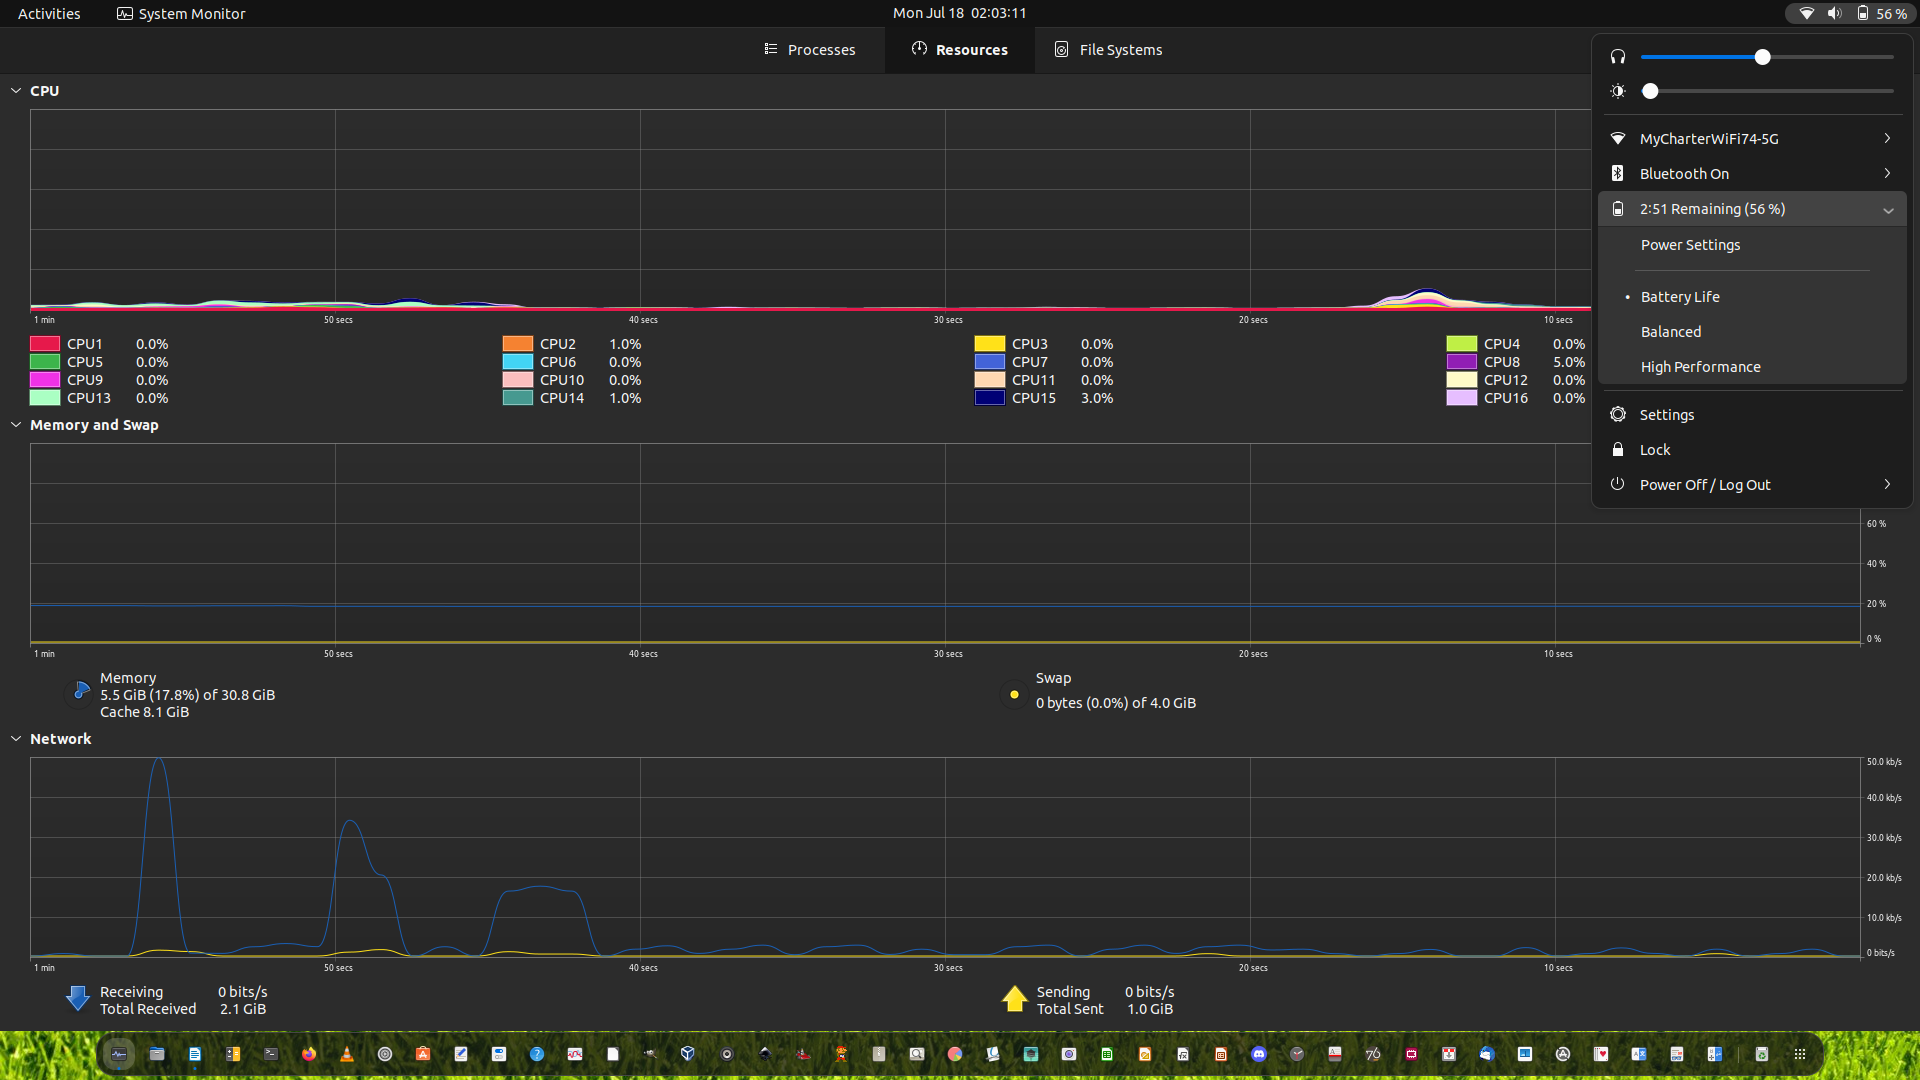 Activities System Monitor Mon Jul 18 02:03:11 56 %
Processes Resources File Systems
CPU
1 min 50 secs 40 secs 30 secs 20 secs 10 secs
CPU1 0.0% CPU2 1.0% CPU3 0.0% CPU4 0.0%
CPU5 0.0% CPU6 0.0% CPU7 0.0% CPU8 5.0%
CPU9 0.0% CPU10 0.0% CPU11 0.0% CPU12 0.0%
CPU13 0.0% CPU14 1.0% CPU15 3.0% CPU16 0.0%
MyCharterWiFi74-5G
Bluetooth On
2:51 Remaining (56 %)
Power Settings
• Battery Life
Balanced
High Performance
Settings
Lock
Power Off / Log Out
Memory and Swap
60 %
40 %
20 %
0 %
1 min 50 secs 40 secs 30 secs 20 secs 10 secs
Memory
5.5 GiB (17.8%) of 30.8 GiB
Cache 8.1 GiB
Swap
0 bytes (0.0%) of 4.0 GiB
Network
50.0 kb/s
40.0 kb/s
30.0 kb/s
20.0 kb/s
10.0 kb/s
0 bits/s
1 min 50 secs 40 secs 30 secs 20 secs 10 secs
Receiving 0 bits/s
Total Received 2.1 GiB
Sending 0 bits/s
Total Sent 1.0 GiB